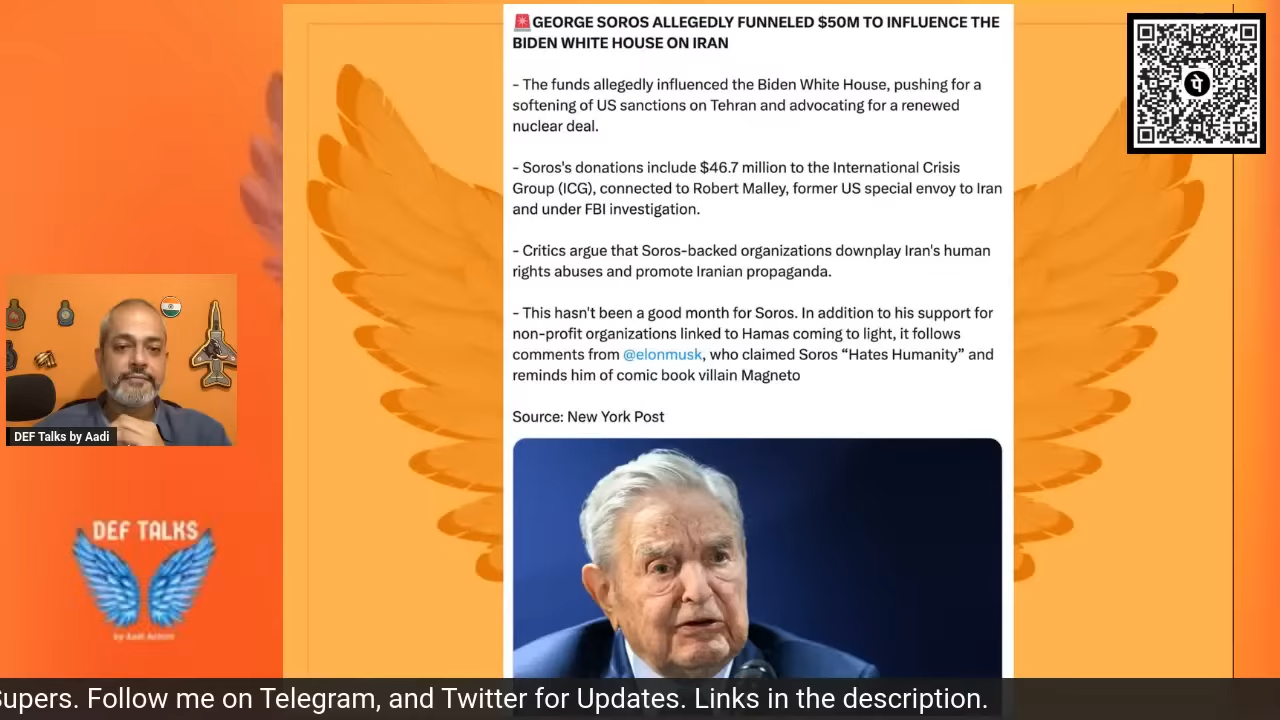 🚨GEORGE SOROS ALLEGEDLY FUNNELED $50M TO INFLUENCE THE
BIDEN WHITE HOUSE ON IRAN
- The funds allegedly influenced the Biden White House, pushing for a
softening of US sanctions on Tehran and advocating for a renewed
nuclear deal.
- Soros's donations include $46.7 million to the International Crisis
Group (ICG), connected to Robert Malley, former US special envoy to Iran
and under FBI investigation.
- Critics argue that Soros-backed organizations downplay Iran's human
rights abuses and promote Iranian propaganda.
- This hasn't been a good month for Soros. In addition to his support for
non-profit organizations linked to Hamas coming to light, it follows
comments from @elonmusk, who claimed Soros “Hates Humanity” and
reminds him of comic book villain Magneto
Source: New York Post
पे
DEF Talks by Aadi
DEF TALKS
by Aadi
Supers. Follow me on Telegram, and Twitter for Updates. Links in the description.